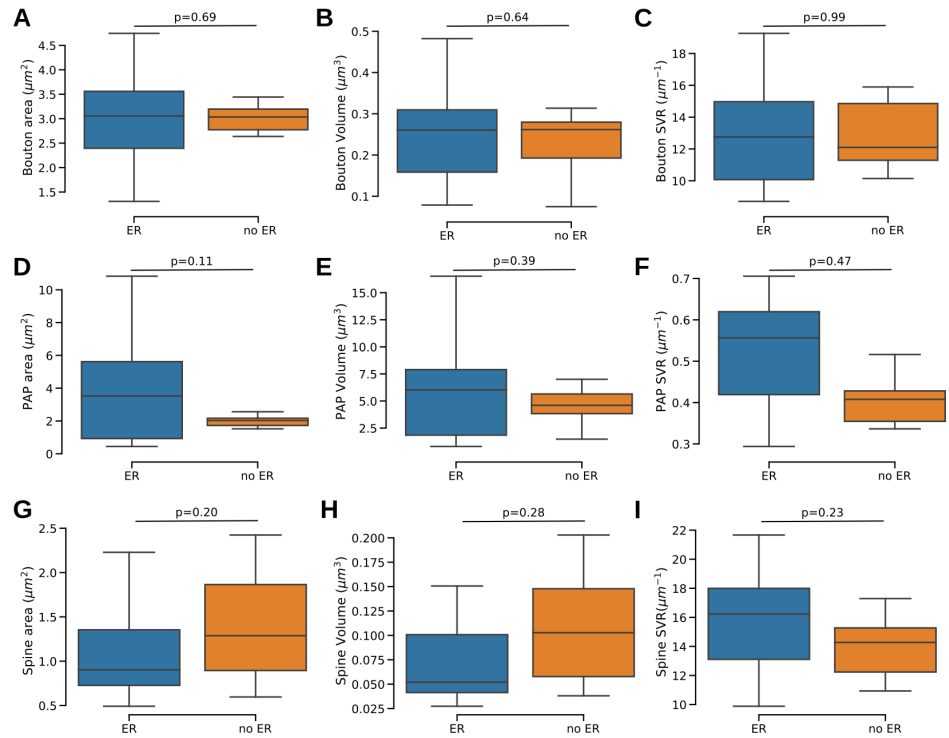 A
p=0.69
Bouton area (μm²)
4.5
4.0
3.5
3.0
2.5
2.0
1.5
ER
no ER
B
p=0.64
Bouton Volume (μm³)
0.5
0.4
0.3
0.2
0.1
ER
no ER
C
p=0.99
Bouton SVR (μm⁻¹)
18
16
14
12
10
ER
no ER
D
p=0.11
PAP area (μm²)
10
8
6
4
2
0
ER
no ER
E
p=0.39
PAP Volume (μm³)
15.0
12.5
10.0
7.5
5.0
2.5
ER
no ER
F
p=0.47
PAP SVR (μm⁻¹)
0.7
0.6
0.5
0.4
0.3
ER
no ER
G
p=0.20
Spine area (μm²)
2.5
2.0
1.5
1.0
0.5
ER
no ER
H
p=0.28
Spine Volume (μm³)
0.200
0.175
0.150
0.125
0.100
0.075
0.050
0.025
ER
no ER
I
p=0.23
Spine SVR(μm⁻¹)
22
20
18
16
14
12
10
ER
no ER